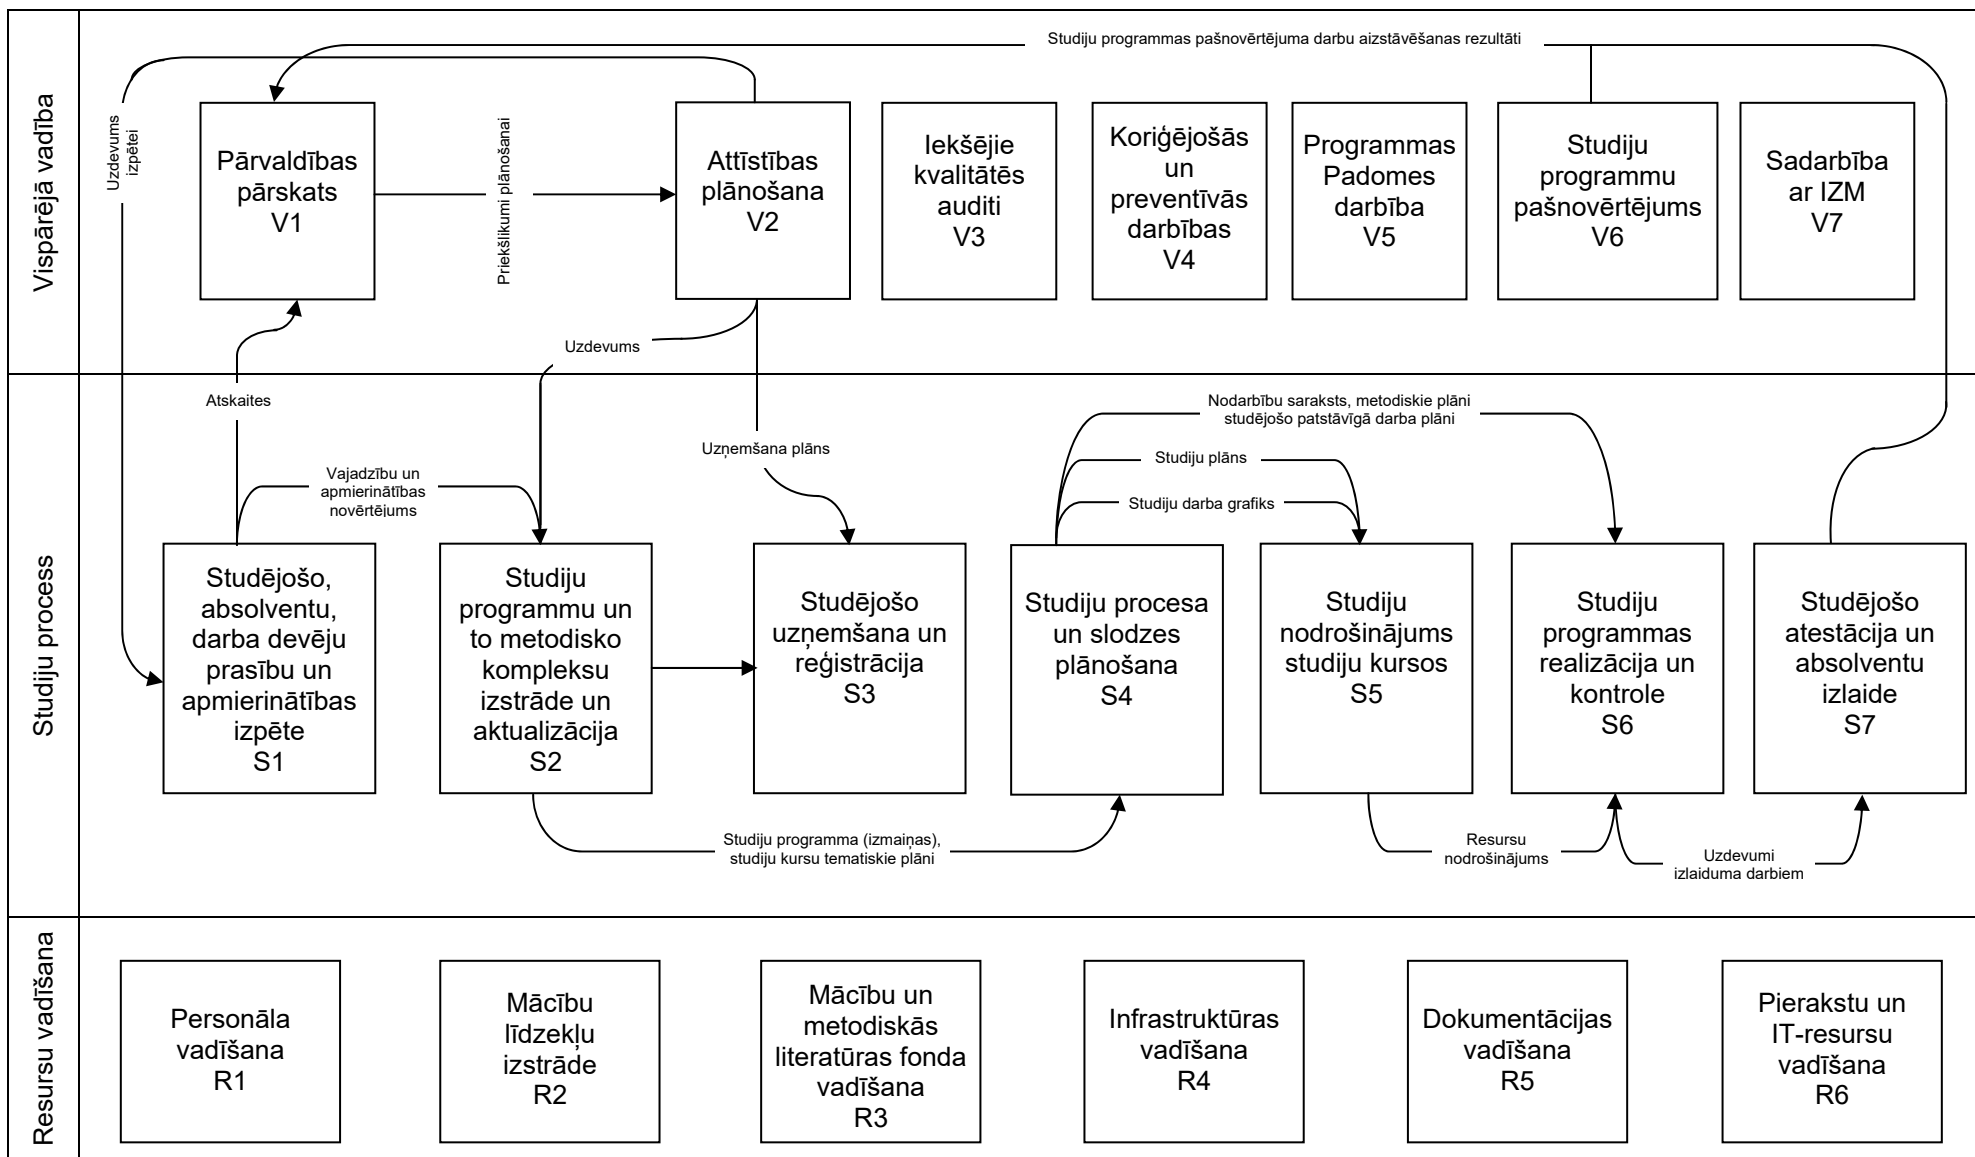 Vispārējā vadība
Studiju programmas pašnovērtējuma darbu aizstāvēšanas rezultāti
Uzdevums
izpētei
Pārvaldības
pārskats
V1
Priekšlikumi plānošanai
Attīstības
plānošana
V2
Iekšējie
kvalitātēs
auditi
V3
Koriģējošās
un
preventīvās
darbības
V4
Programmas
Padomes
darbība
V5
Studiju
programmu
pašnovērtējums
V6
Sadarbība
ar IZM
V7
Uzdevums
Studiju process
Atskaites
Vajadzību un
apmierinātības
novērtējums
Uzņemšana plāns
Nodarbību saraksts, metodiskie plāni
studējošo patstāvīgā darba plāni
Studiju plāns
Studiju darba grafiks
Studējošo,
absolventu,
darba devēju
prasību un
apmierinātības
izpēte
S1
Studiju
programmu un
to metodisko
kompleksu
izstrāde un
aktualizācija
S2
Studējošo
uzņemšana un
reģistrācija
S3
Studiju procesa
un slodzes
plānošana
S4
Studiju
nodrošinājums
studiju kursos
S5
Studiju
programmas
realizācija un
kontrole
S6
Studējošo
atestācija un
absolventu
izlaide
S7
Studiju programma (izmaiņas),
studiju kursu tematiskie plāni
Resursu
nodrošinājums
Uzdevumi
izlaiduma darbiem
Resursu vadīšana
Personāla
vadīšana
R1
Mācību
līdzekļu
izstrāde
R2
Mācību un
metodiskās
literatūras fonda
vadīšana
R3
Infrastruktūras
vadīšana
R4
Dokumentācijas
vadīšana
R5
Pierakstu un
IT-resursu
vadīšana
R6